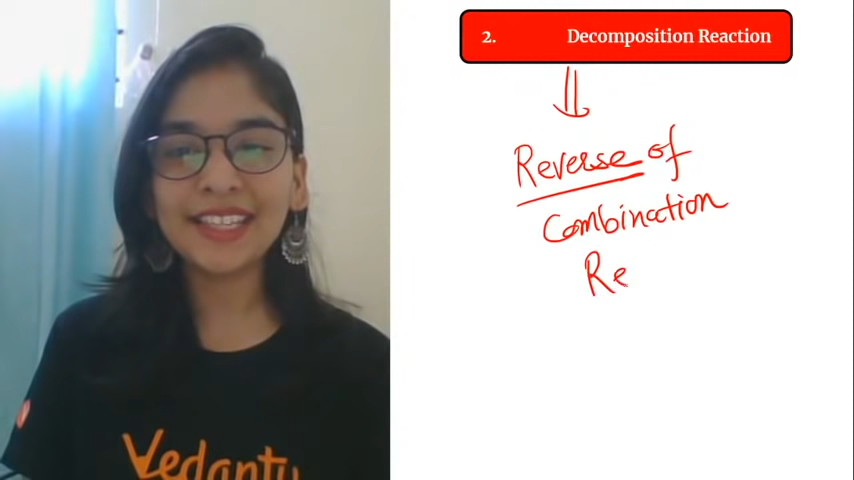 2. Decomposition Reaction
Reverse of
Combination
Re
Vedantu